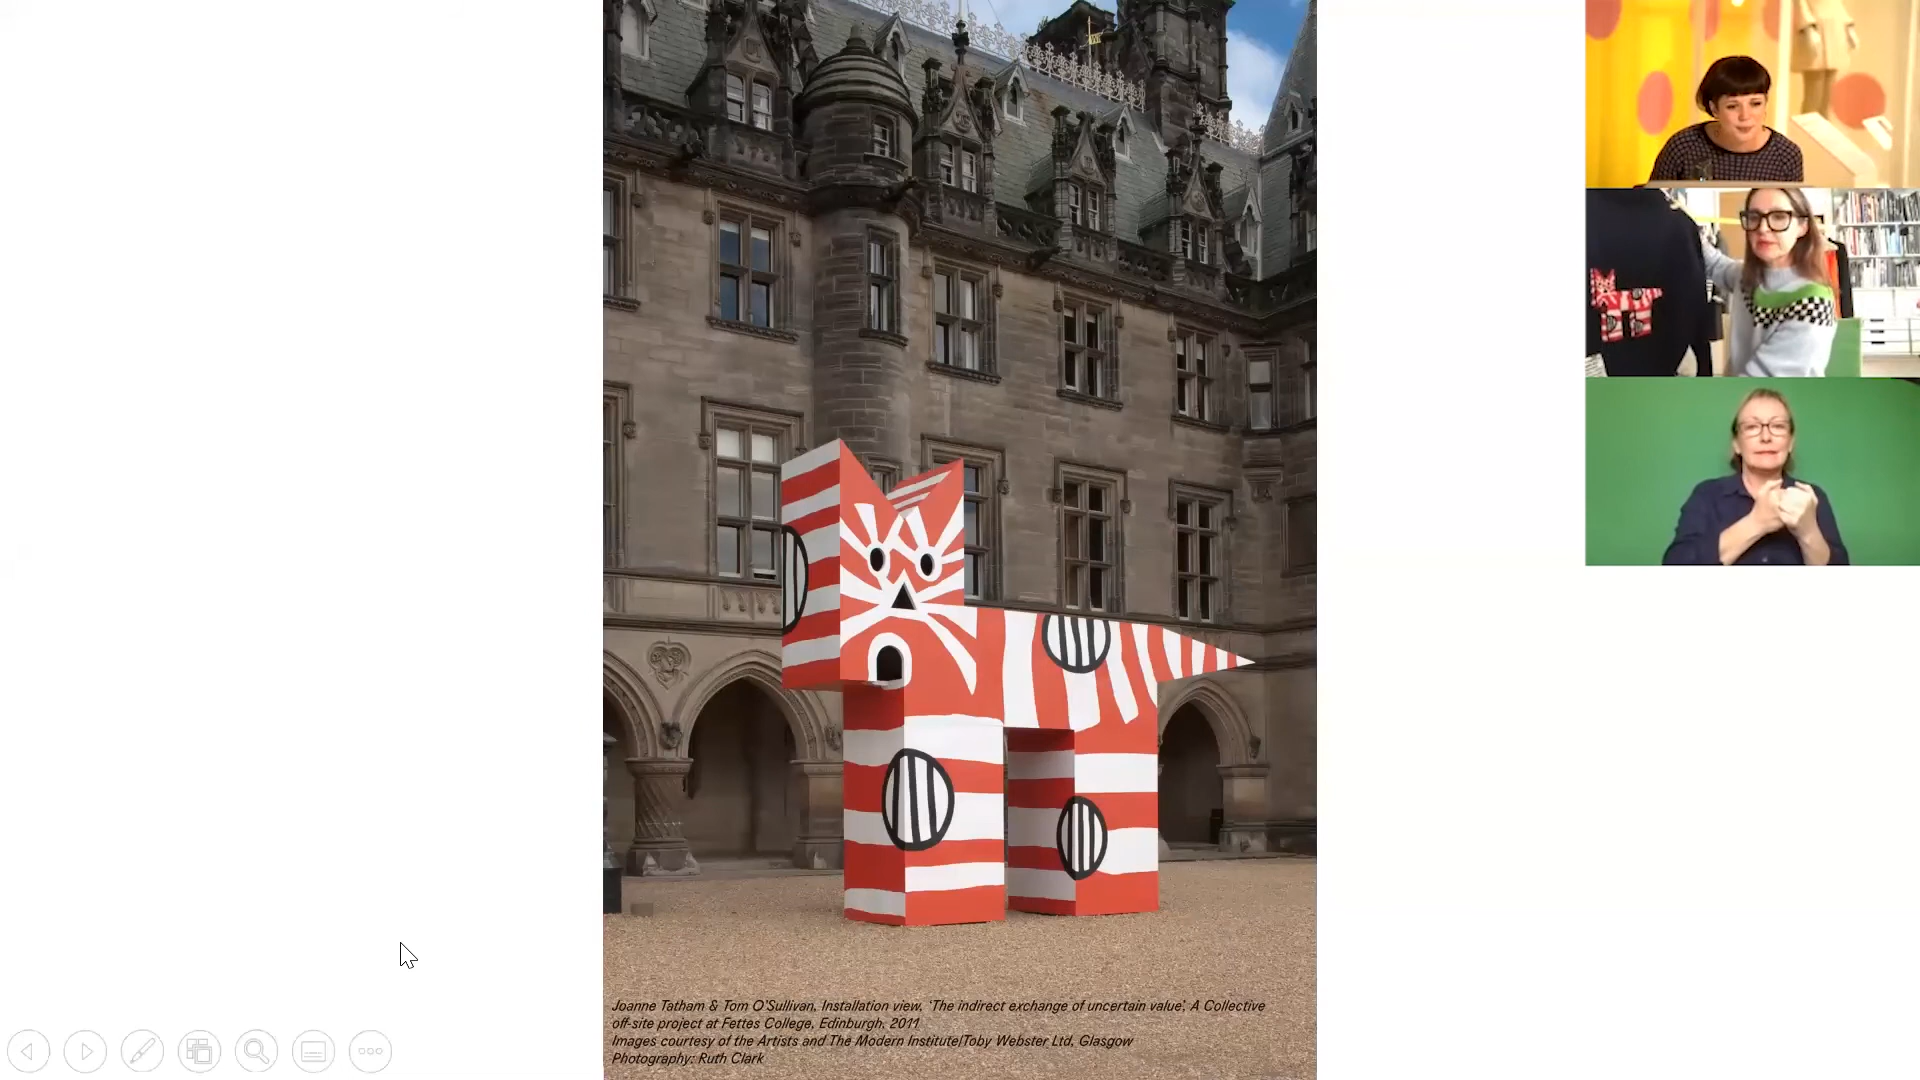 Joanne Tatham & Tom O'Sullivan, Installation view, 'The indirect exchange of uncertain value', A Collective
off-site project at Fettes College, Edinburgh, 2011
Images courtesy of the Artists and The Modern Institute/Toby Webster Ltd, Glasgow
Photography: Ruth Clark